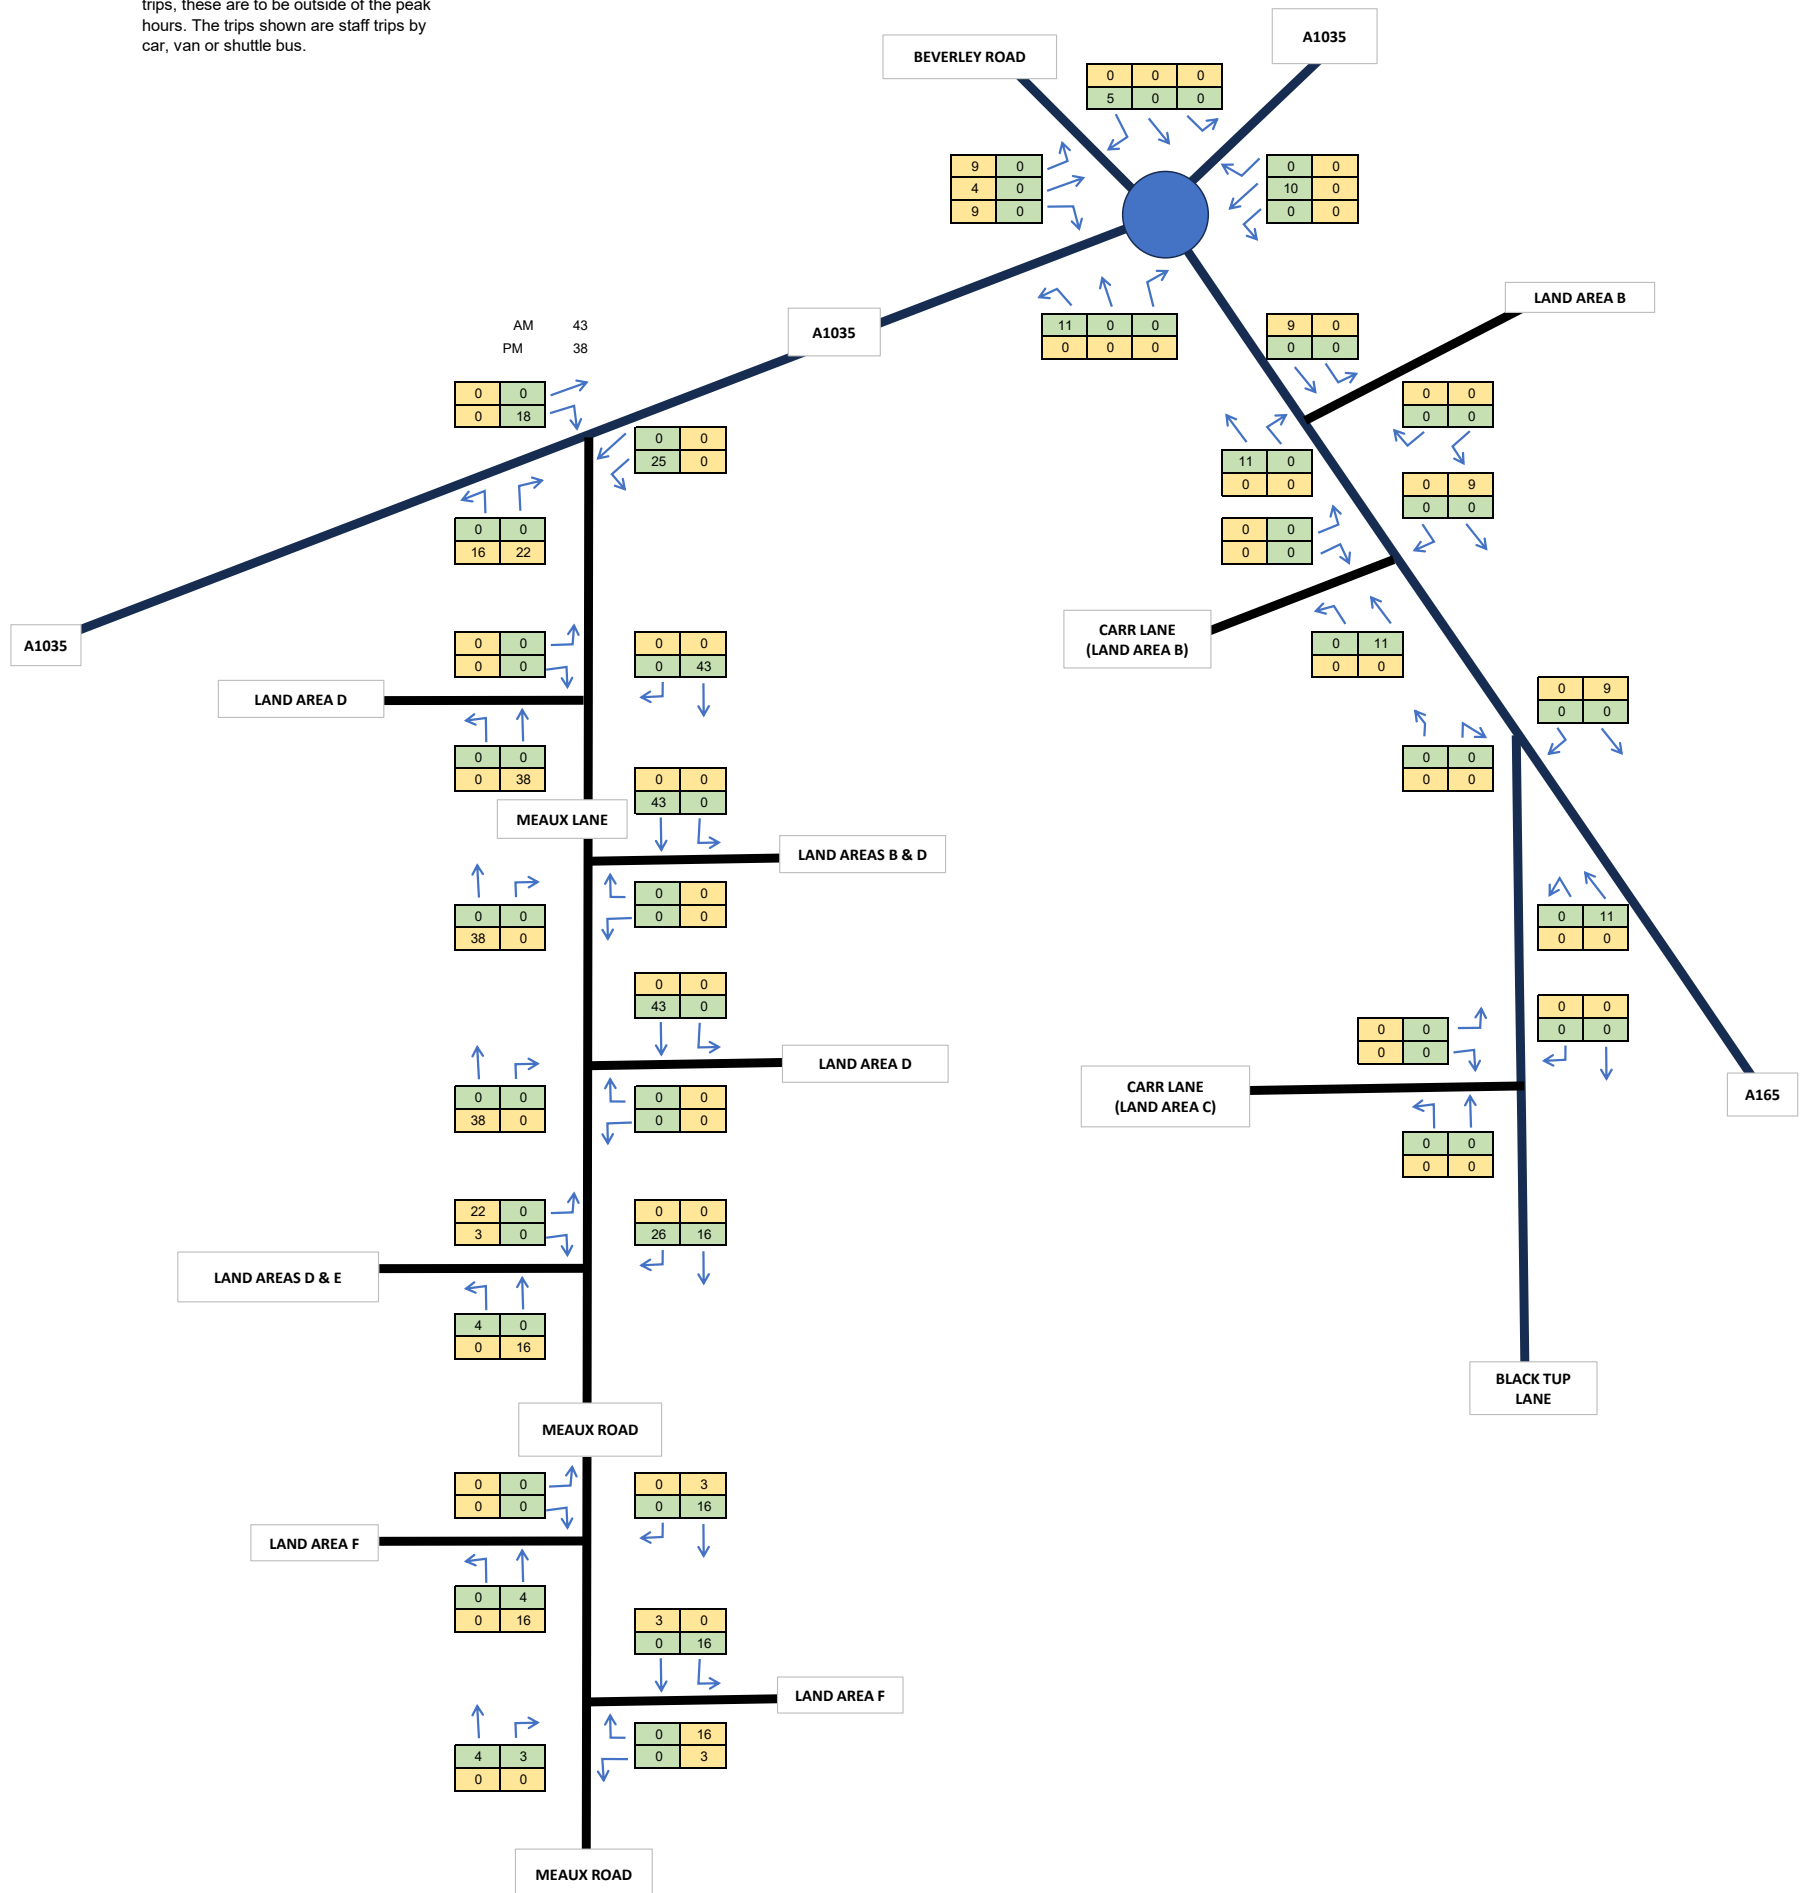 trips, these are to be outside of the peak
hours. The trips shown are staff trips by
car, van or shuttle bus.
A1035
BEVERLEY ROAD
0 0 0
5 0 0
9 0
4 0
9 0
0 0
10 0
0 0
11 0 0
0 0 0
9 0
0 0
LAND AREA B
AM 43
PM 38
A1035
0 0
0 18
0 0
25 0
0 0
16 22
0 0
0 0
11 0
0 0
0 9
0 0
0 0
0 0
CARR LANE
(LAND AREA B)
0 11
0 0
A1035
0 0
0 0
0 0
0 43
LAND AREA D
0 0
0 38
0 9
0 0
0 0
0 0
MEAUX LANE
0 0
43 0
LAND AREAS B & D
0 0
38 0
0 0
0 0
0 11
0 0
0 0
43 0
LAND AREA D
0 0
38 0
0 0
0 0
0 0
0 0
0 0
0 0
CARR LANE
(LAND AREA C)
A165
0 0
0 0
22 0
3 0
0 0
26 16
LAND AREAS D & E
4 0
0 16
BLACK TUP
LANE
MEAUX ROAD
0 0
0 0
0 3
0 16
LAND AREA F
0 4
0 16
3 0
0 16
LAND AREA F
4 3
0 0
0 16
0 3
MEAUX ROAD